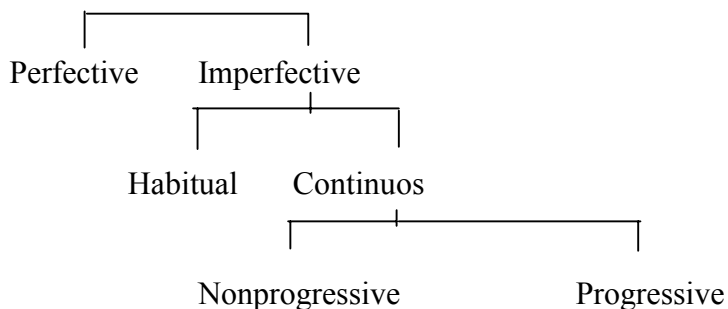 Perfective Imperfective
Habitual Continuos
Nonprogressive Progressive